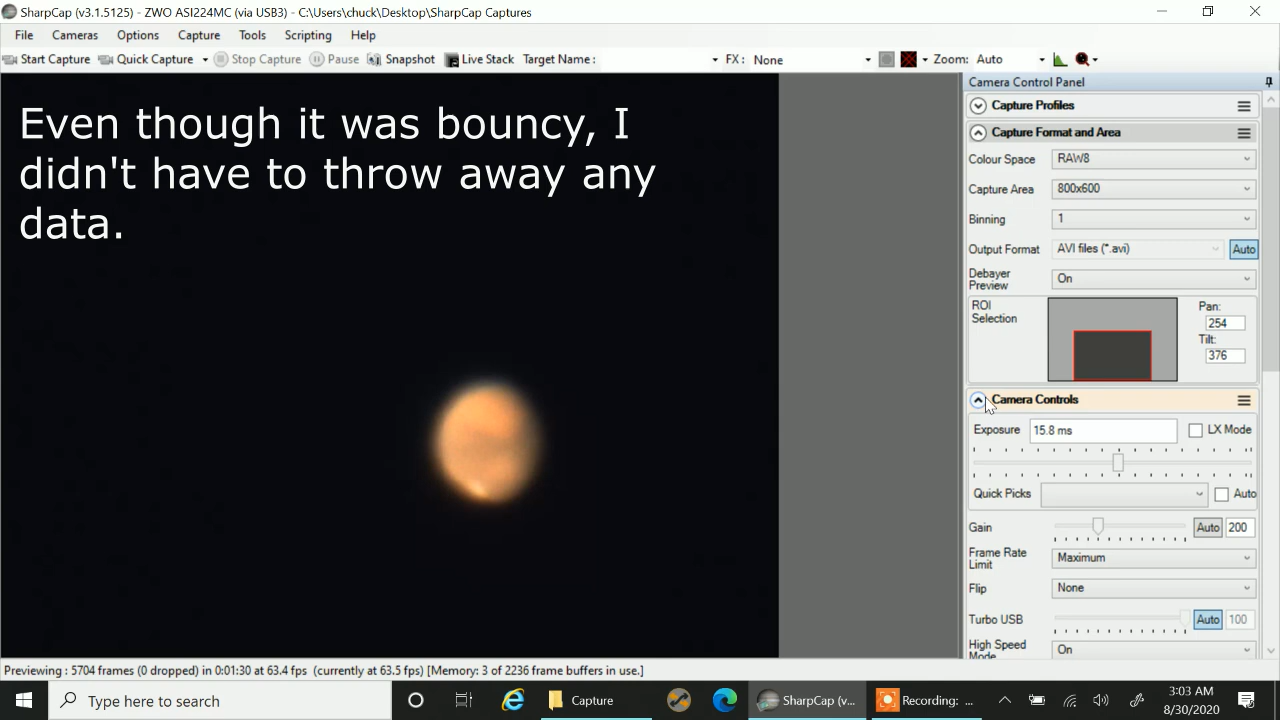 SharpCap (v3.1.5125) - ZWO ASI224MC (via USB3) - C:\Users\chuck\Desktop\SharpCap Captures
File Cameras Options Capture Tools Scripting Help
Start Capture Quick Capture Stop Capture Pause Snapshot Live Stack Target Name : FX : None Zoom: Auto
Even though it was bouncy, I
didn't have to throw away any
data.
Camera Control Panel
Capture Profiles
Capture Format and Area
Colour Space RAW8
Capture Area 800x600
Binning 1
Output Format AVI files (*.avi) Auto
Debayer
Preview On
ROI
Selection
Pan:
254
Tilt:
376
Camera Controls
Exposure 15.8 ms LX Mode
Quick Picks Auto
Gain Auto 200
Frame Rate
Limit Maximum
Flip None
Turbo USB Auto 100
High Speed
Mode On
Previewing : 5704 frames (0 dropped) in 0:01:30 at 63.4 fps (currently at 63.5 fps) [Memory: 3 of 2236 frame buffers in use.]
Type here to search
Capture
SharpCap (v...
Recording: ...
3:03 AM
8/30/2020